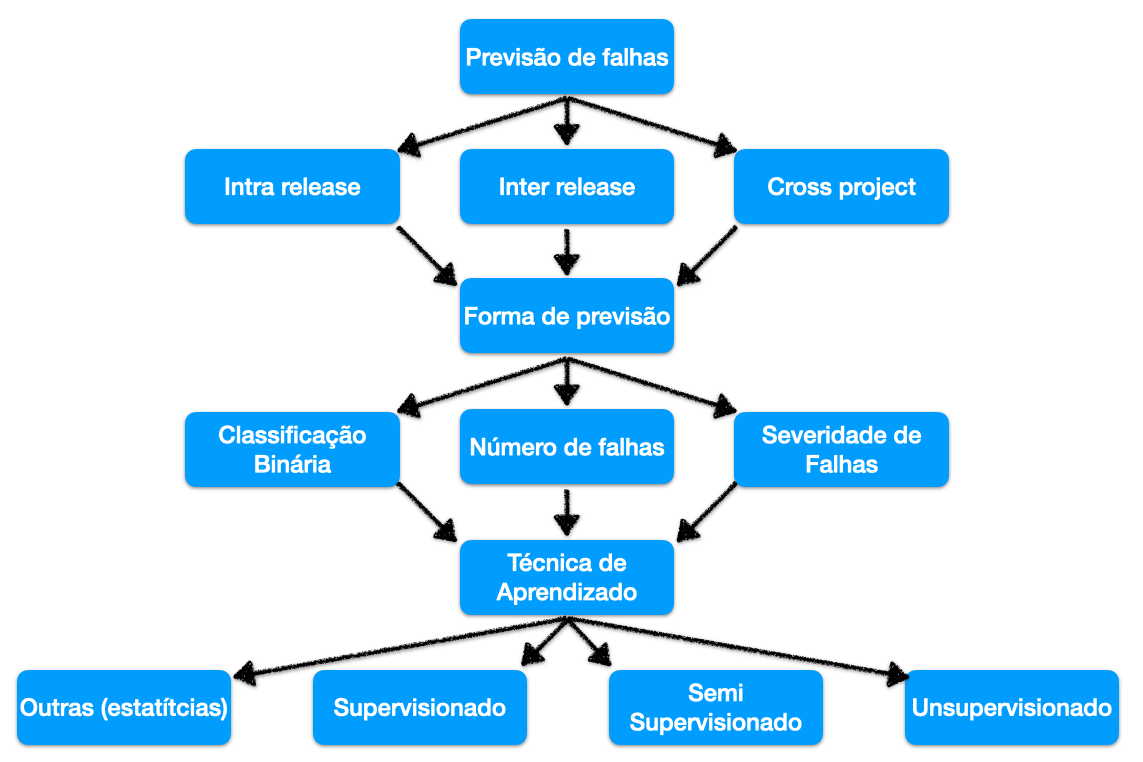 Previsão de falhas
Intra release
Inter release
Cross project
Forma de previsão
Classificação
Binária
Número de falhas
Severidade de
Falhas
Técnica de
Aprendizado
Outras (estatítcias)
Supervisionado
Semi
Supervisionado
Unsupervisionado